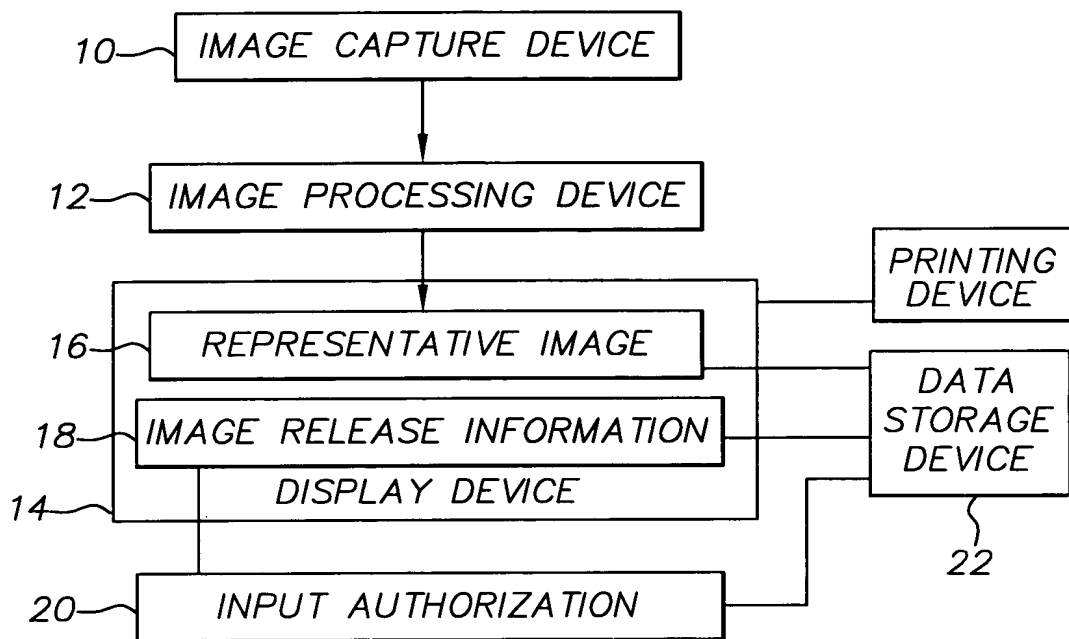 10
IMAGE CAPTURE DEVICE
12
IMAGE PROCESSING DEVICE
PRINTING
DEVICE
16
REPRESENTATIVE IMAGE
DATA
STORAGE
DEVICE
18
IMAGE RELEASE INFORMATION
14
DISPLAY DEVICE
22
20
INPUT AUTHORIZATION